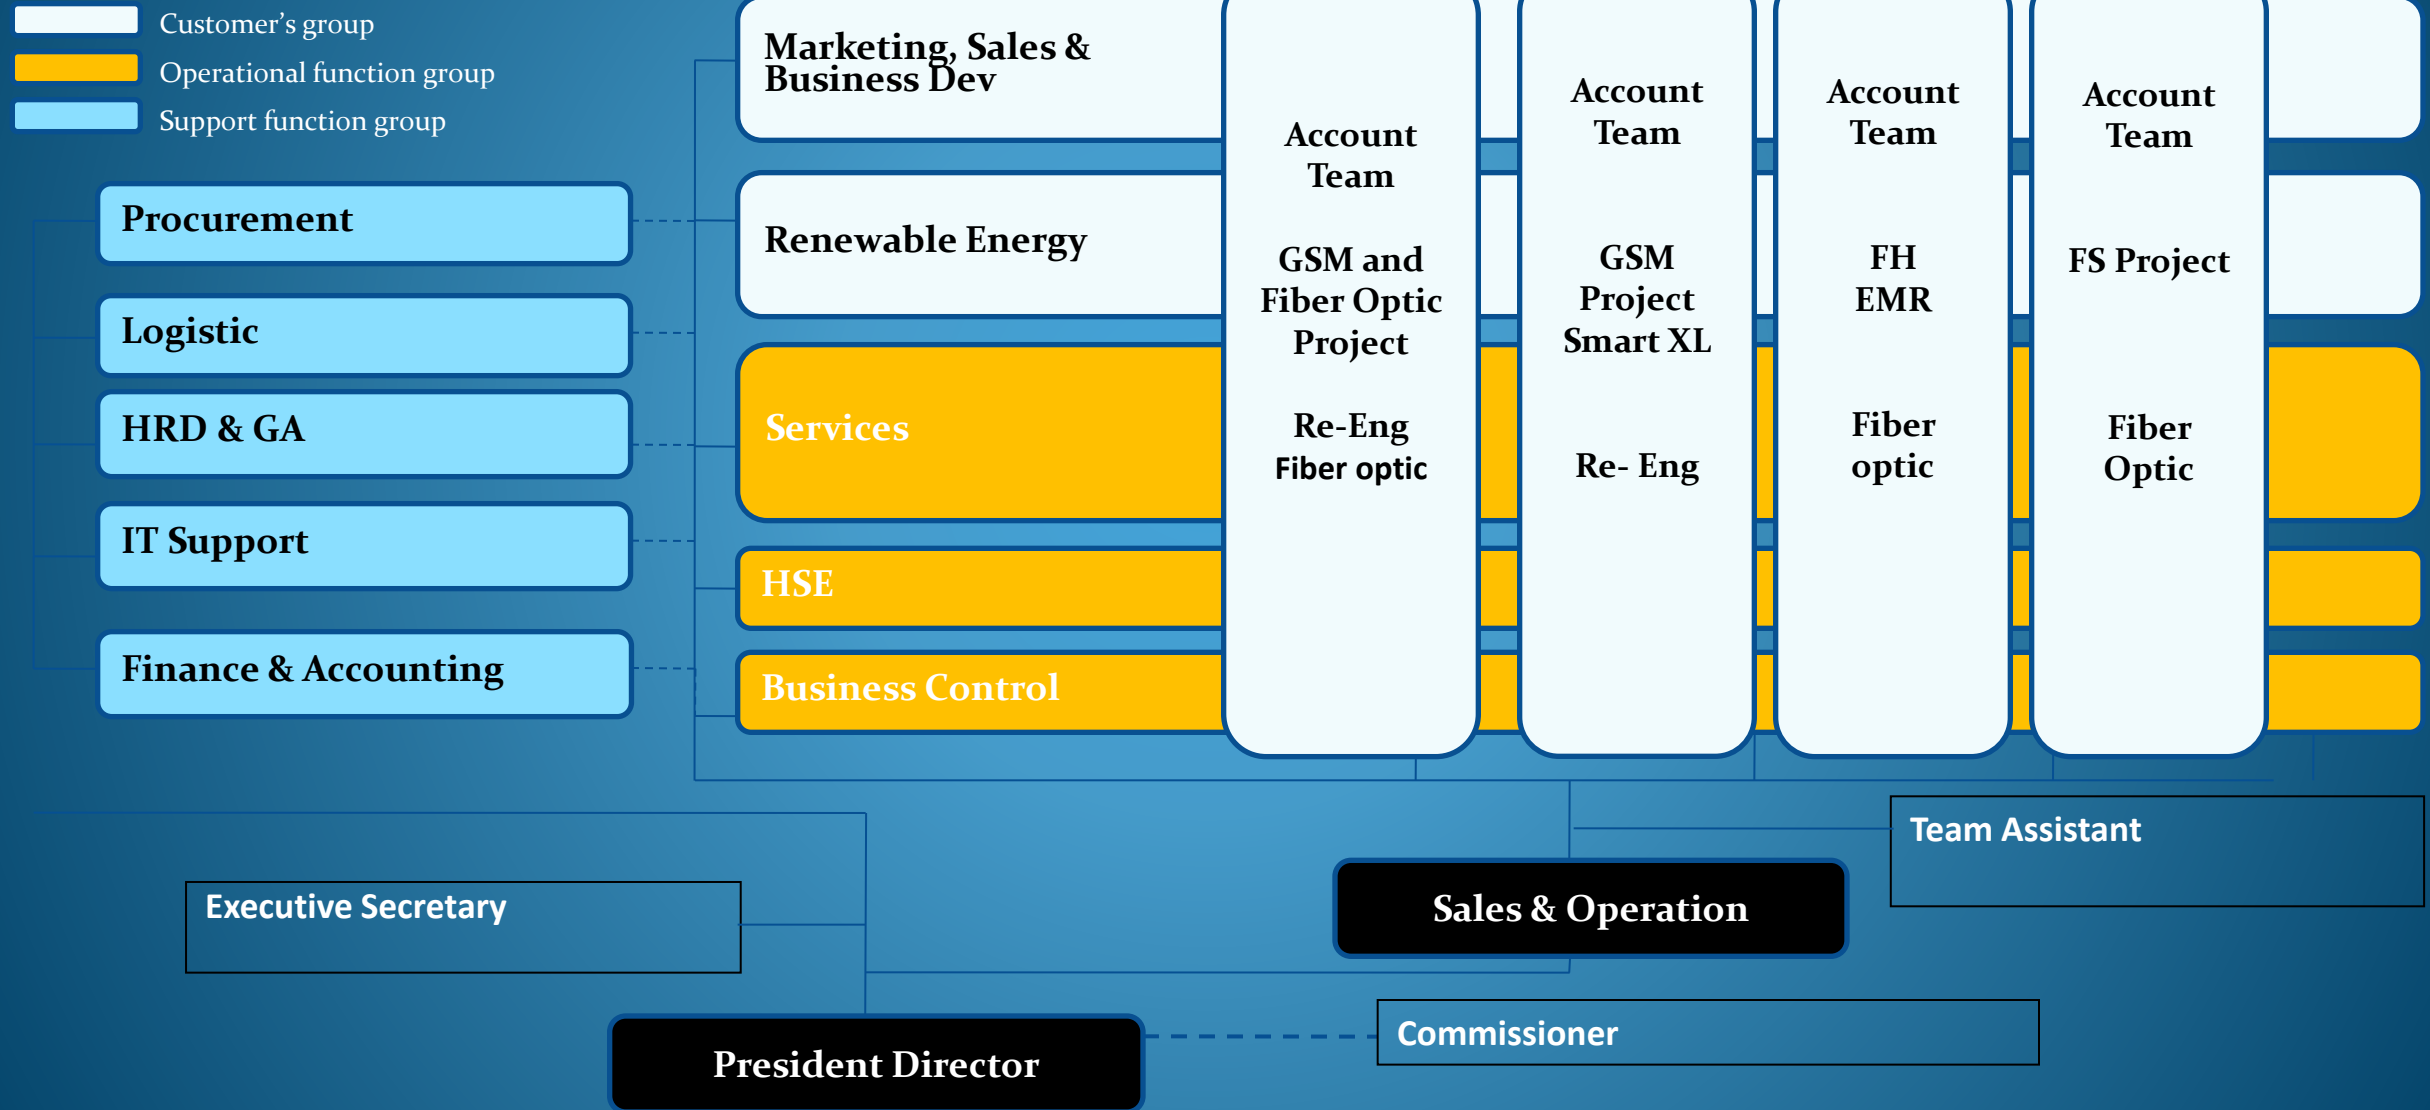 Customer’s group
Operational function group
Support function group
Procurement
Logistic
HRD & GA
IT Support
Finance & Accounting
Marketing, Sales &
Business Dev
Renewable Energy
Services
HSE
Business Control
Account
Team
GSM and
Fiber Optic
Project
Re-Eng
Fiber optic
Account
Team
GSM
Project
Smart XL
Re- Eng
Account
Team
FH
EMR
Fiber
optic
Account
Team
FS Project
Fiber
Optic
Team Assistant
Executive Secretary
Sales & Operation
Commissioner
President Director